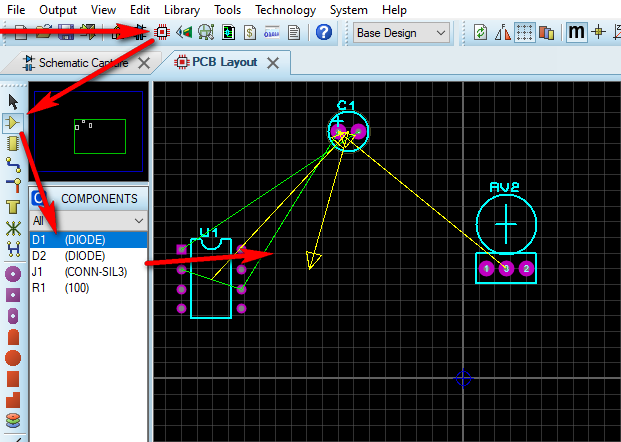 File Output View Edit Library Tools Technology System Help
$
?
Base Design
m
Schematic Capture
PCB Layout
C COMPONENTS
All
D1 (DIODE)
D2 (DIODE)
J1 (CONN-SIL3)
R1 (100)
C1
+
RV2
U1
1 3 2